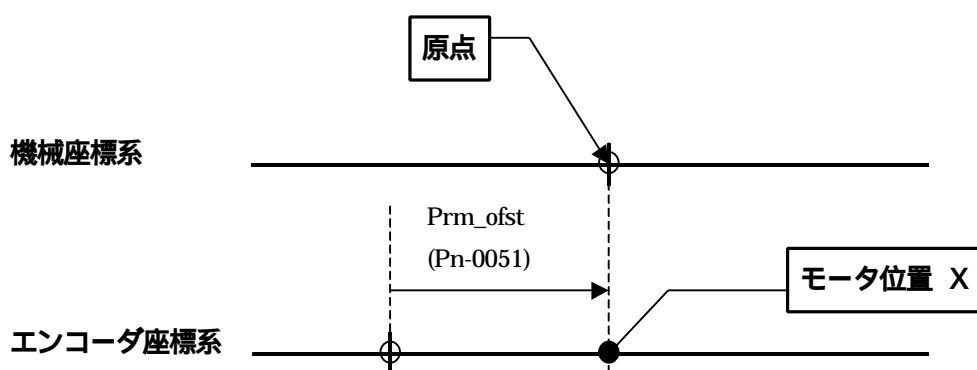 原点
機械座標系
Prm_ofst
(Pn-0051)
モータ位置 X
エンコーダ座標系